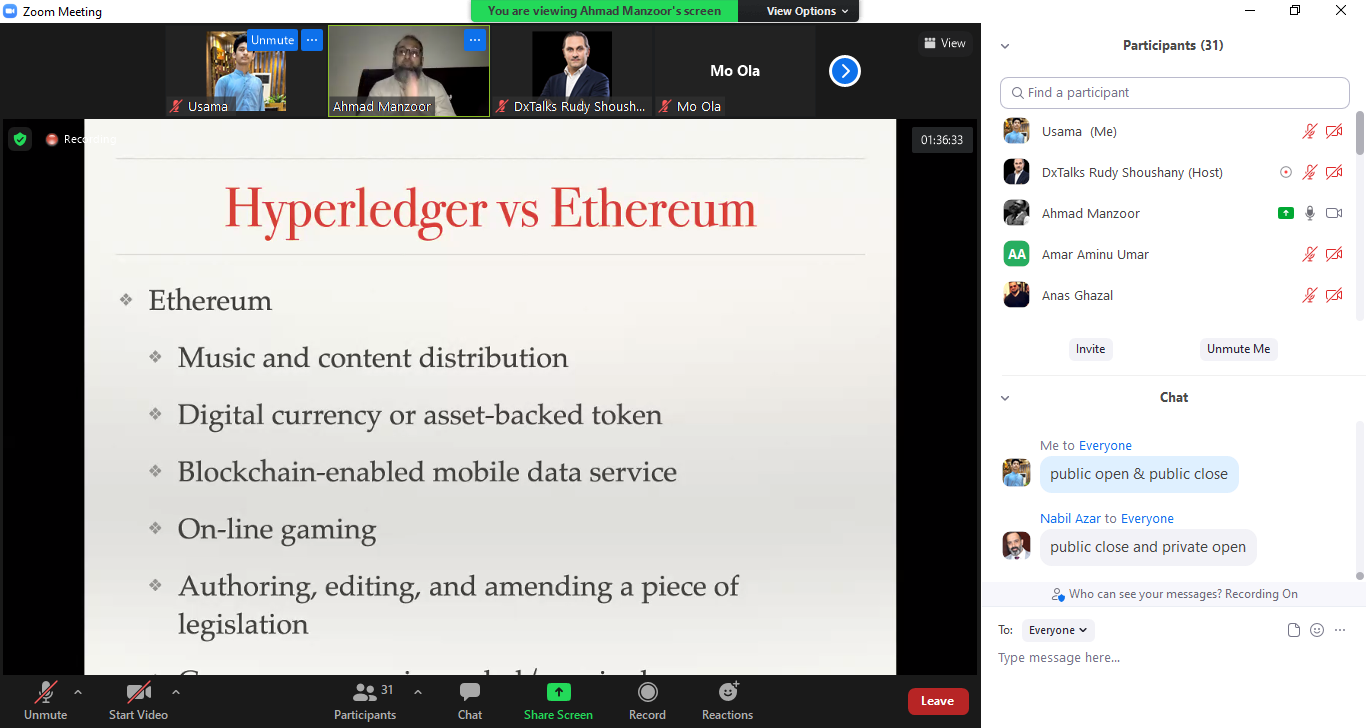 Zoom Meeting
You are viewing Ahmad Manzoor's screen
View Options
Unmute
...
...
View
Usama
Ahmad Manzoor
DxTalks Rudy Shoush...
Mo Ola
Mo Ola
Recording
01:36:33
Hyperledger vs Ethereum
Ethereum
Music and content distribution
Digital currency or asset-backed token
Blockchain-enabled mobile data service
On-line gaming
Authoring, editing, and amending a piece of
legislation
Unmute
Start Video
31
Participants
Chat
Share Screen
Record
Reactions
Leave
Participants (31)
Find a participant
Usama (Me)
DxTalks Rudy Shoushany (Host)
Ahmad Manzoor
AA
Amar Aminu Umar
Anas Ghazal
Invite
Unmute Me
Chat
Me to Everyone
public open & public close
Nabil Azar to Everyone
public close and private open
Who can see your messages? Recording On
To: Everyone
Type message here...